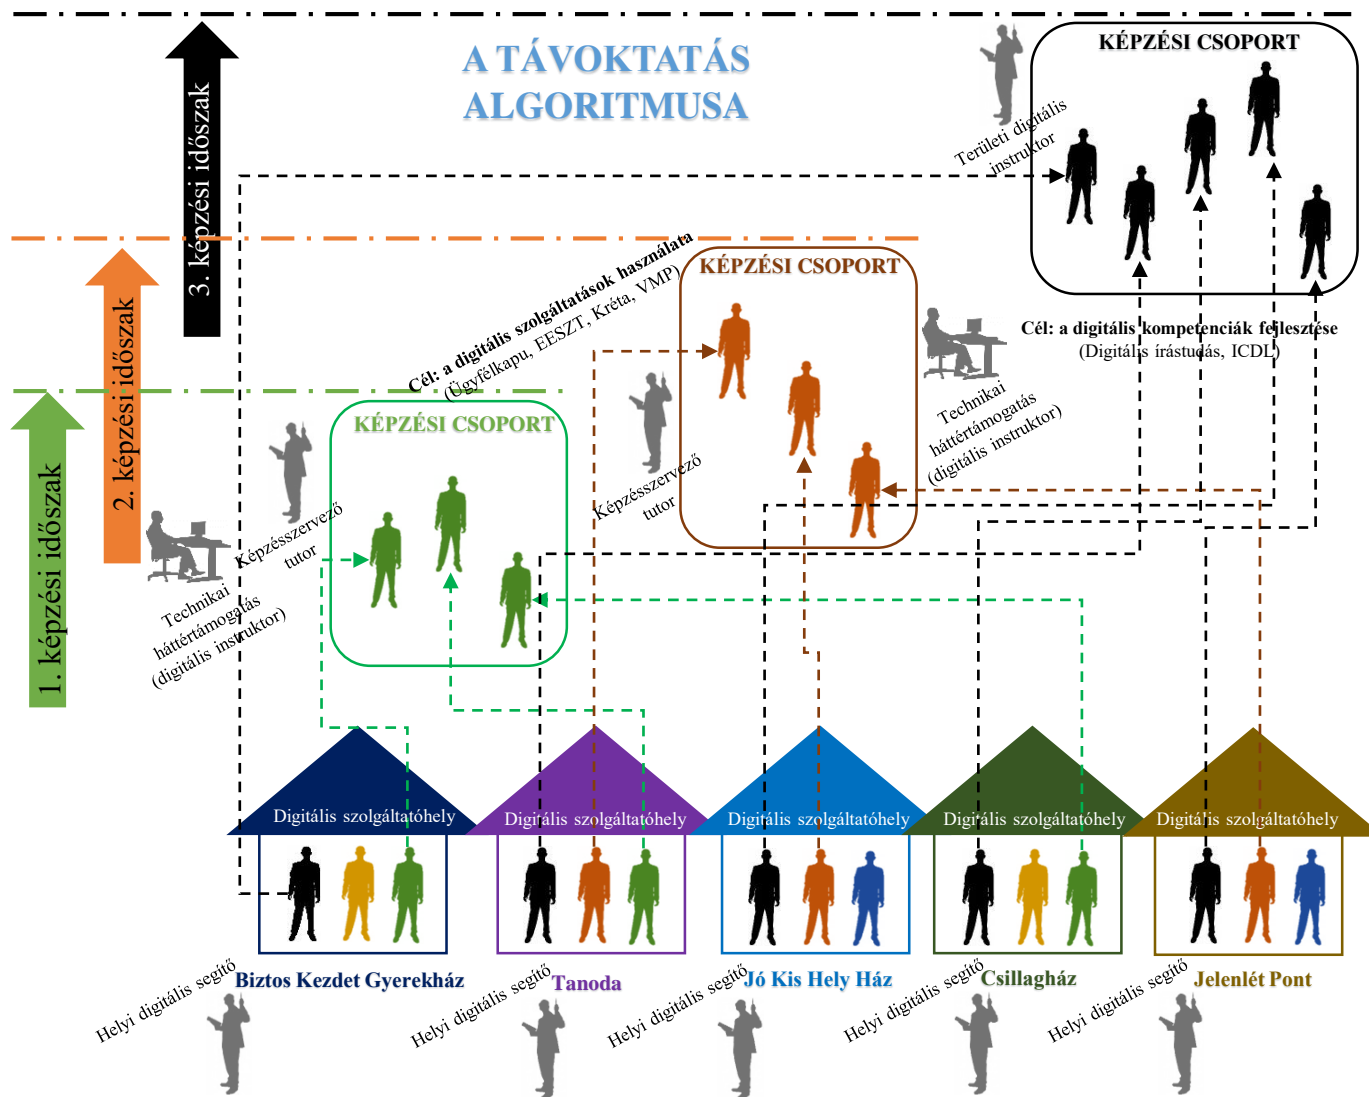 A TÁVOKTATÁS
ALGORITMUSA
KÉPZÉSI CSOPORT
3. képzési időszak
Területi digitális
instruktor
2. képzési időszak
Cél: a digitális szolgáltatások használata
(Ügyfélkapu, EESZT, Kréta, VMP)
KÉPZÉSI CSOPORT
Cél: a digitális kompetenciák fejlesztése
(Digitális írástudás, ICDL)
1. képzési időszak
KÉPZÉSI CSOPORT
Technikai
háttértámogatás
(digitális instruktor)
Képzésszervező
tutor
Képzésszervező
tutor
Technikai
háttértámogatás
(digitális instruktor)
Digitális szolgáltatóhely
Digitális szolgáltatóhely
Digitális szolgáltatóhely
Digitális szolgáltatóhely
Digitális szolgáltatóhely
Biztos Kezdet Gyerekház
Tanoda
Jó Kis Hely Ház
Csillagház
Jelenlét Pont
Helyi digitális segítő
Helyi digitális segítő
Helyi digitális segítő
Helyi digitális segítő
Helyi digitális segítő